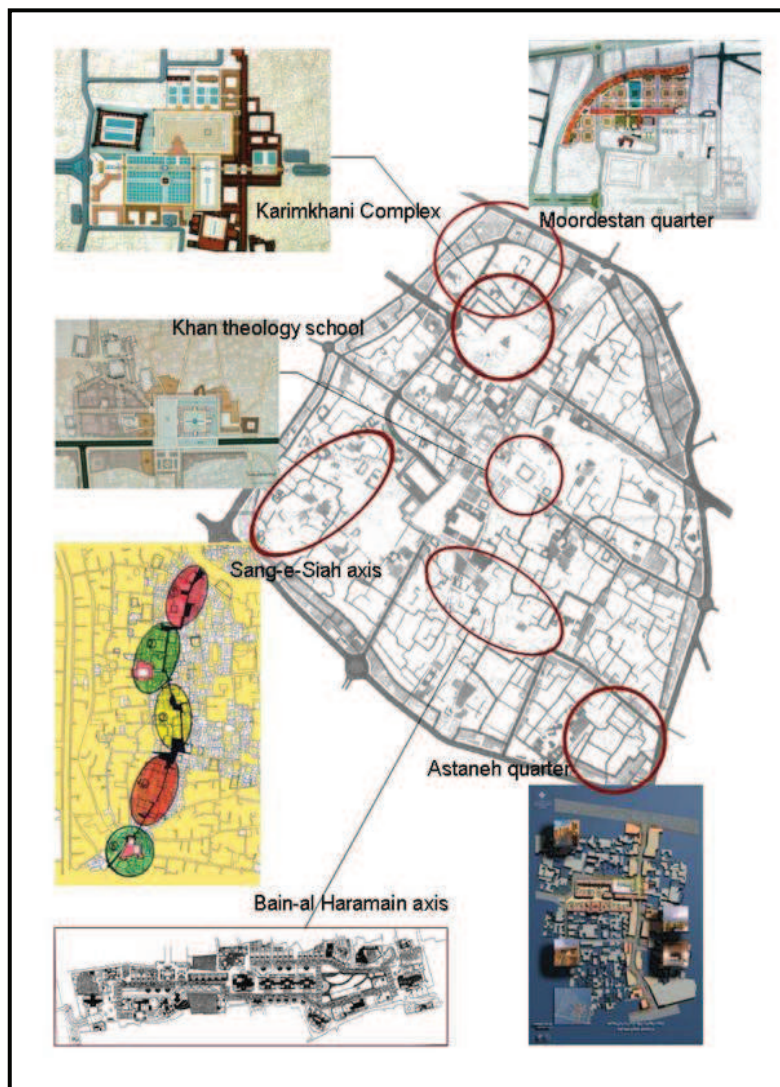 Karimkhani Complex
Moordestan quarter
Khan theology school
Sang-e-Siah axis
Astaneh quarter
Bain-al Haramain axis